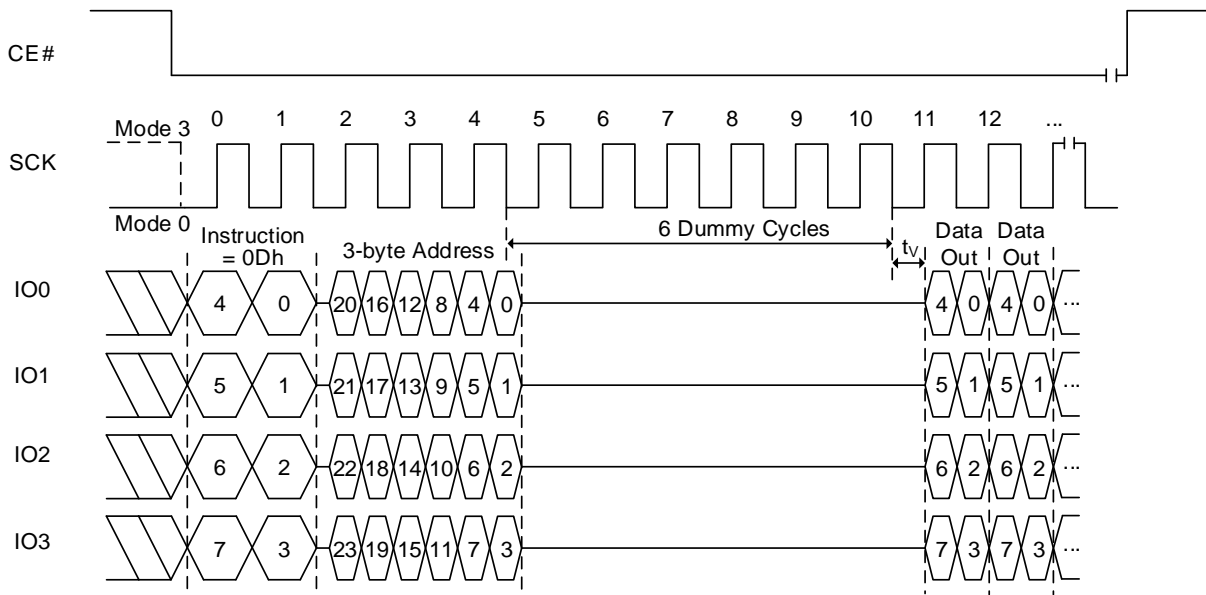 CE#
Mode 3
0 1 2 3 4 5 6 7 8 9 10 11 12 ...
SCK
Mode 0
Instruction
= 0Dh
3-byte Address
6 Dummy Cycles
tV
Data
Out
Data
Out
IO0 4 0 20 16 12 8 4 0 4 0 4 0 ...
IO1 5 1 21 17 13 9 5 1 5 1 5 1 ...
IO2 6 2 22 18 14 10 6 2 6 2 6 2 ...
IO3 7 3 23 19 15 11 7 3 7 3 7 3 ...